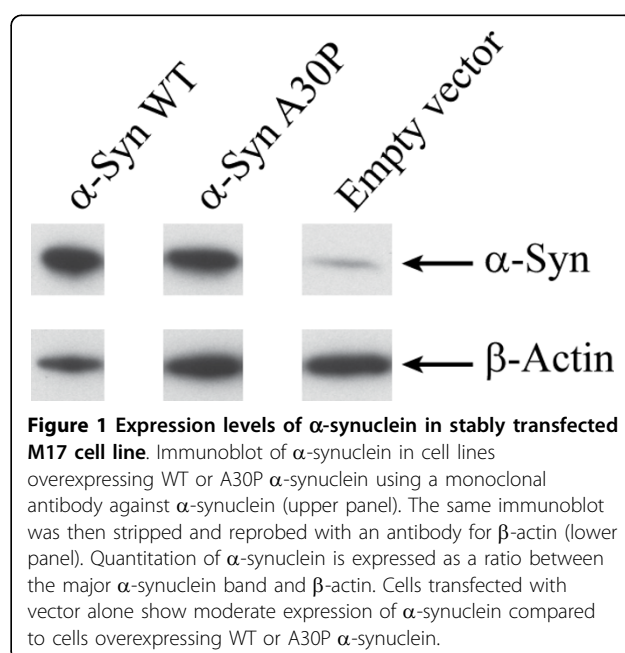 α-Syn WT
α-Syn A30P
Empty vector
α-Syn
β-Actin
Figure 1 Expression levels of α-synuclein in stably transfected
M17 cell line. Immunoblot of α-synuclein in cell lines
overexpressing WT or A30P α-synuclein using a monoclonal
antibody against α-synuclein (upper panel). The same immunoblot
was then stripped and reprobed with an antibody for β-actin (lower
panel). Quantitation of α-synuclein is expressed as a ratio between
the major α-synuclein band and β-actin. Cells transfected with
vector alone show moderate expression of α-synuclein compared
to cells overexpressing WT or A30P α-synuclein.